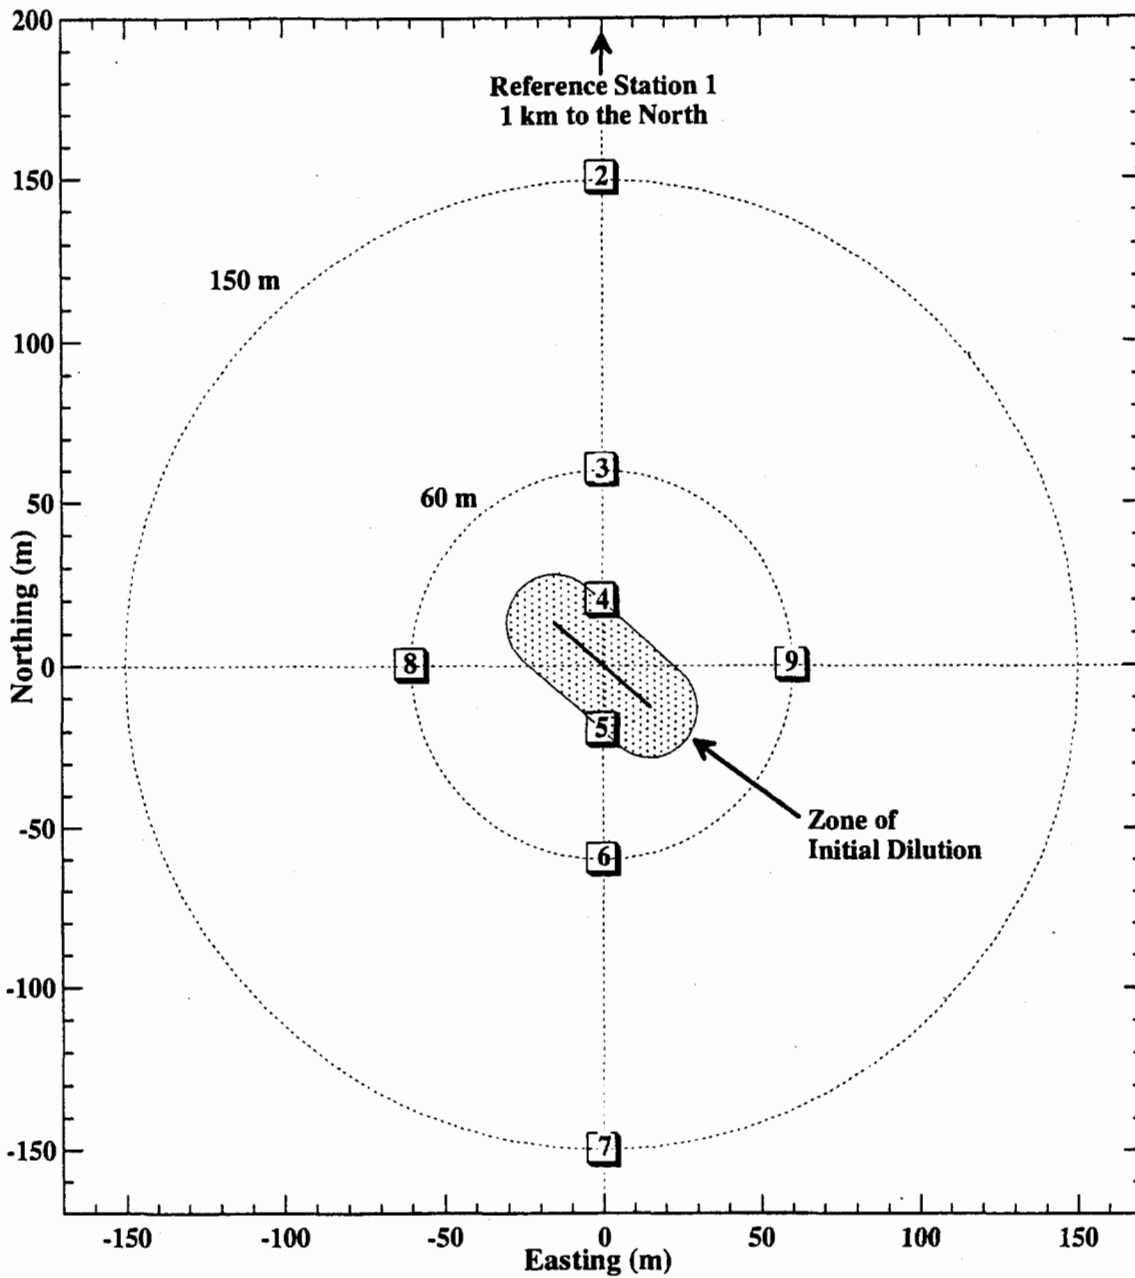 200
Reference Station 1
1 km to the North
150
2
150 m
100
3
60 m
50
4
Northing (m)
0
8
9
5
Zone of
Initial Dilution
-50
6
-100
-150
7
-150
-100
-50
0
50
100
150
Easting (m)